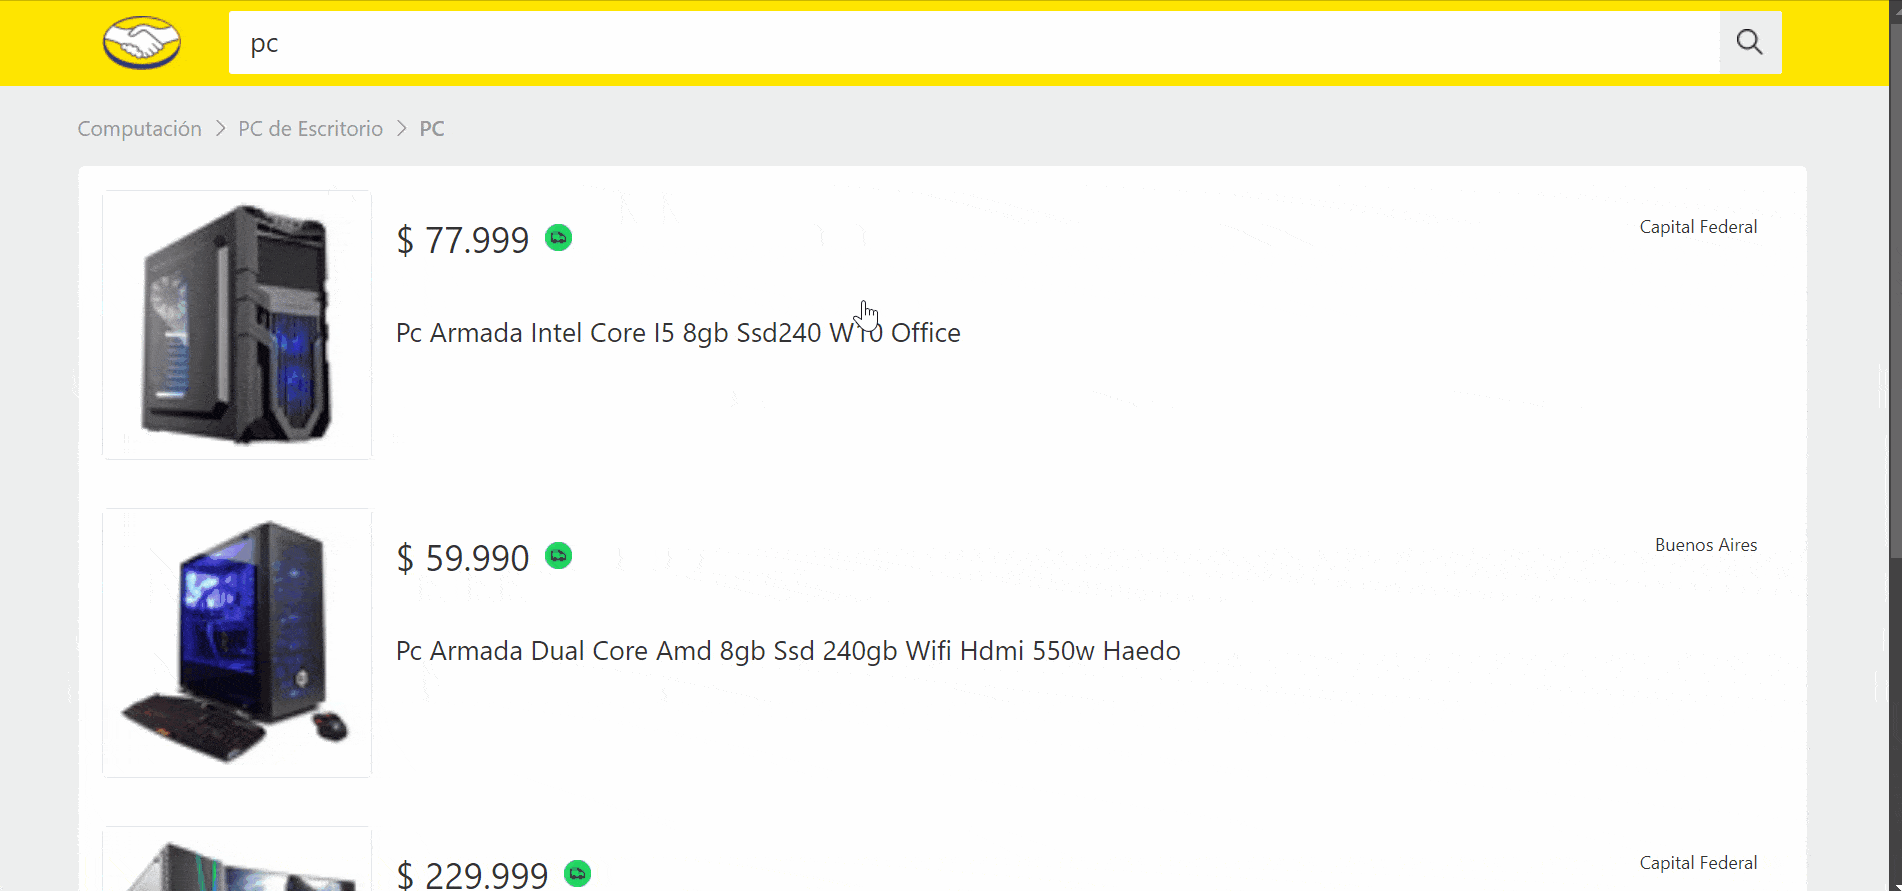 pc
Computación > PC de Escritorio > PC
$ 77.999
Capital Federal
Pc Armada Intel Core I5 8gb Ssd240 W10 Office
$ 59.990
Buenos Aires
Pc Armada Dual Core Amd 8gb Ssd 240gb Wifi Hdmi 550w Haedo
$ 229.999
Capital Federal